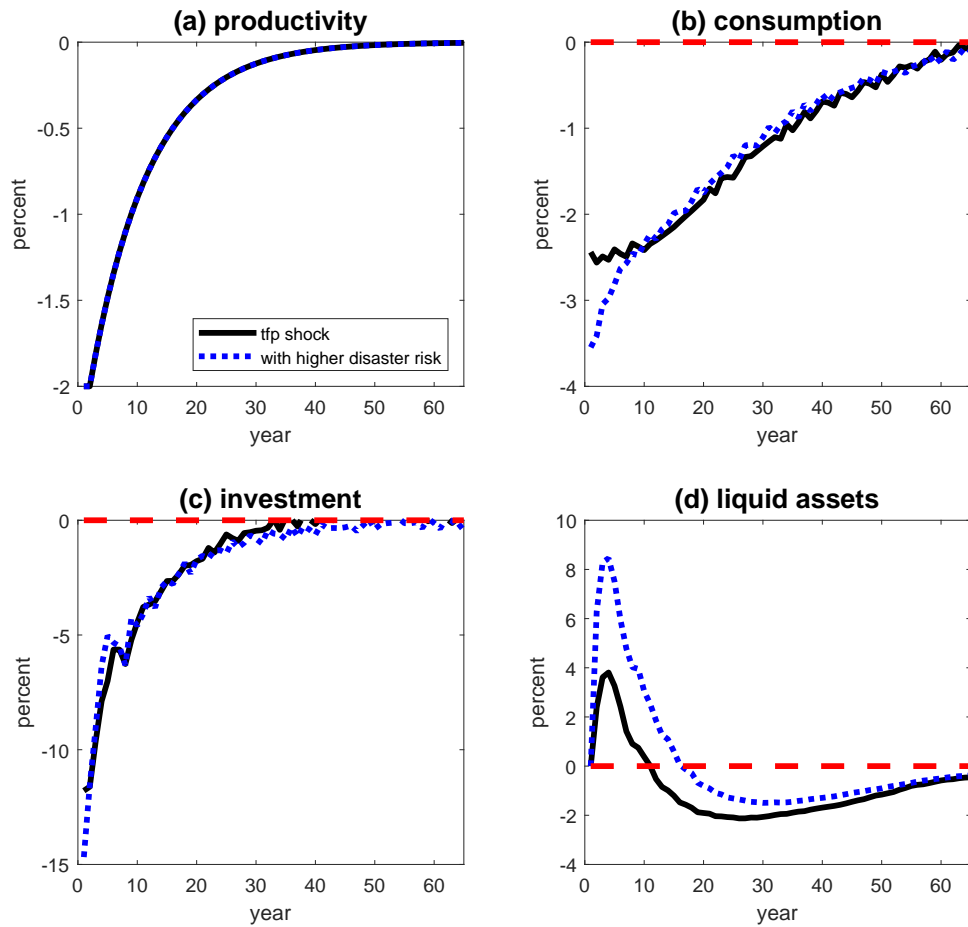 (a) productivity
0
-0.5
-1
-1.5
-2
percent
0 10 20 30 40 50 60
year
tfp shock
with higher disaster risk
(b) consumption
0
-1
-2
-3
-4
percent
0 10 20 30 40 50 60
year
(c) investment
0
-5
-10
-15
percent
0 10 20 30 40 50 60
year
(d) liquid assets
10
8
6
4
2
0
-2
-4
percent
0 10 20 30 40 50 60
year